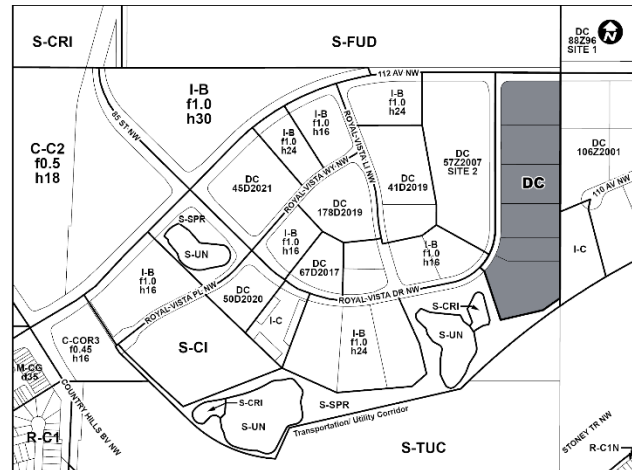 S-CRI
S-FUD
DC
88Z96
SITE 1
N
112 AV NW
I-B
f1.0
h30
85 ST NW
C-C2
f0.5
h18
I-B
f1.0
h24
I-B
f1.0
h16
ROYAL-VISTA LI NW
I-B
f1.0
h24
DC
57Z2007
SITE 2
DC
DC
106Z2001
110 AV NW
DC
45D2021
ROYAL-VISTA WY NW
DC
178D2019
DC
41D2019
S-SPR
S-UN
I-B
f1.0
h16
I-B
f1.0
h16
I-C
I-B
f1.0
h16
DC
67D2017
ROYAL-VISTA PL NW
DC
50D2020
ROYAL-VISTA DR NW
S-CRI
I-C
S-UN
C-COR3
f0.45
h16
S-CI
I-B
f1.0
h24
M-CG
d35
COUNTRY HILLS BV NW
S-CRI
S-SPR
S-UN
Transportation/ Utility Corridor
R-C1
S-TUC
STONEY TR NW
R-C1N